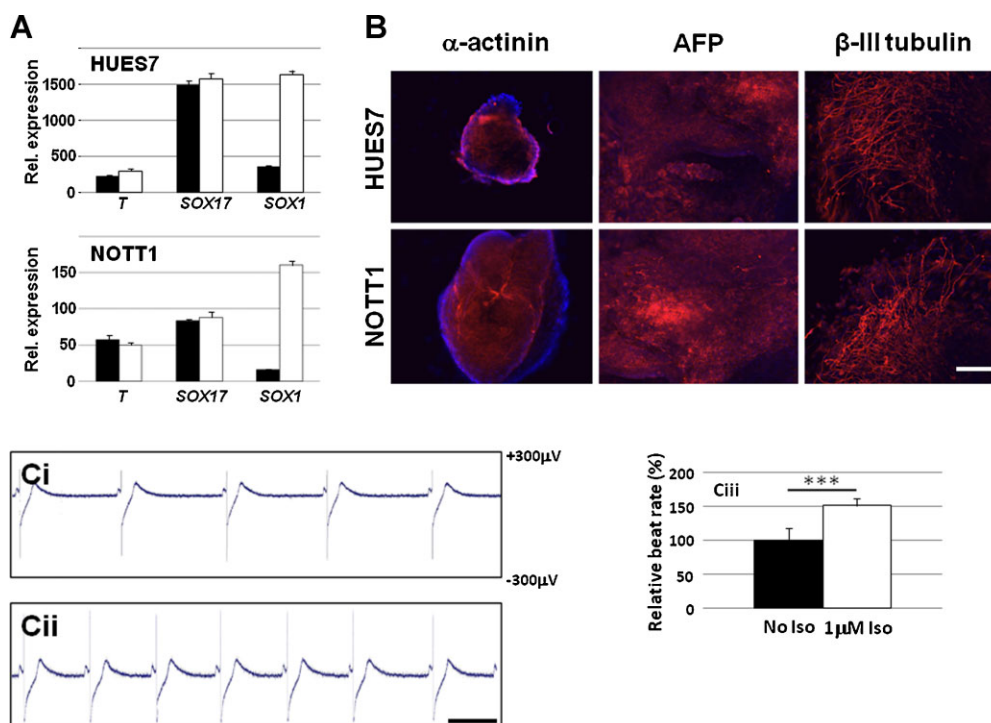 A
HUES7
Rel. expression
1500
1000
500
0
T SOX17 SOX1
NOTT1
Rel. expression
150
100
50
0
T SOX17 SOX1
B
α-actinin AFP β-III tubulin
HUES7
NOTT1
Ci
+300μV
-300μV
Cii
Ciii
Relative beat rate (%)
200
150
100
50
0
***
No Iso 1μM Iso